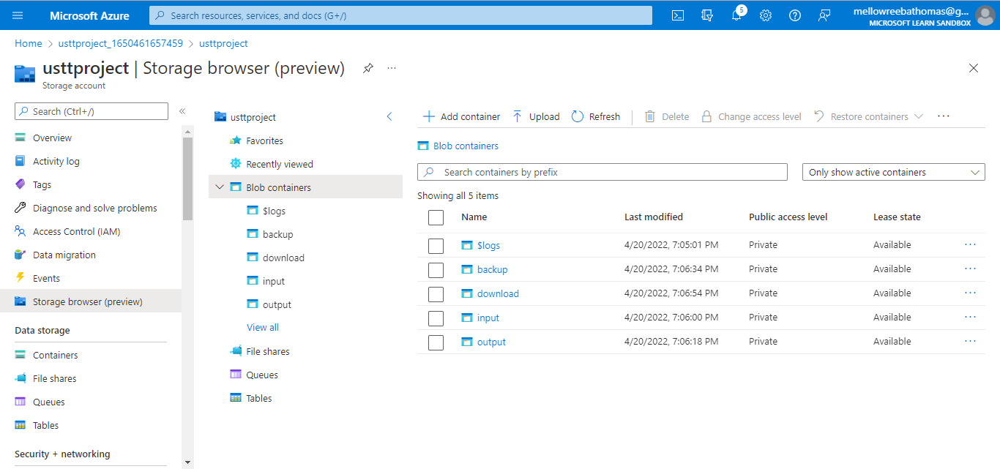 Microsoft Azure
Search resources, services, and docs (G+/)
5
mellowreebathomas@g...
MICROSOFT LEARN SANDBOX
Home > usttproject_1650461657459 > usttproject
usttproject | Storage browser (preview) ...
Storage account
Search (Ctrl+/)
«
Overview
Activity log
Tags
Diagnose and solve problems
Access Control (IAM)
Data migration
Events
Storage browser (preview)
Data storage
Containers
File shares
Queues
Tables
Security + networking
usttproject
Favorites
Recently viewed
Blob containers
$logs
backup
download
input
output
View all
File shares
Queues
Tables
Add container Upload Refresh Delete Change access level Restore containers ...
Blob containers
Search containers by prefix
Only show active containers
Showing all 5 items
Name Last modified Public access level Lease state
$logs 4/20/2022, 7:05:01 PM Private Available ...
backup 4/20/2022, 7:06:34 PM Private Available ...
download 4/20/2022, 7:06:54 PM Private Available ...
input 4/20/2022, 7:06:00 PM Private Available ...
output 4/20/2022, 7:06:18 PM Private Available ...